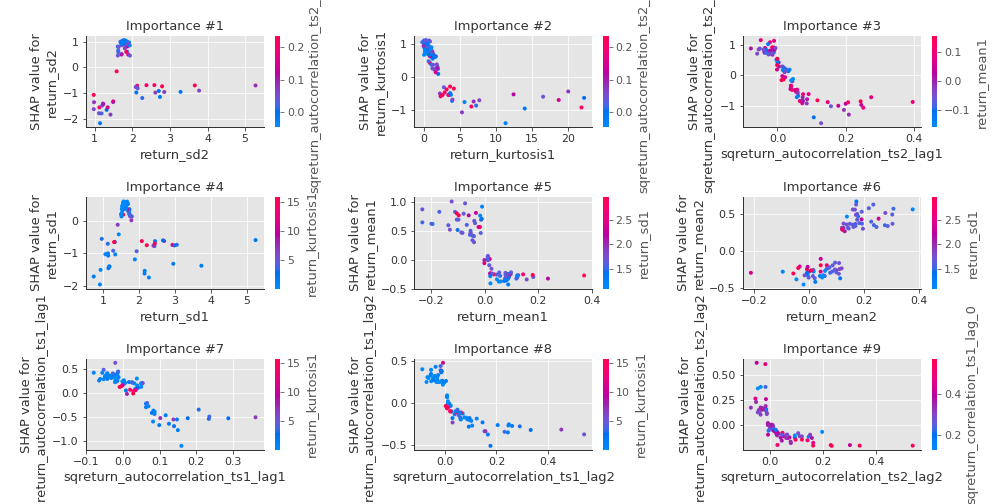 Importance #1
SHAP value for
return_sd2
0
−1
−2
1
1
2
3
4
5
return_sd2
0.2
0.1
0.0
sqreturn_autocorrelation_ts2_
Importance #2
SHAP value for
return_kurtosis1
1
0
−1
0
5
10
15
20
return_kurtosis1
0.2
0.1
0.0
sqreturn_autocorrelation_ts2_
Importance #3
SHAP value for
sqreturn_autocorrelation_ts2_
1
0
−1
0.0
0.2
0.4
sqreturn_autocorrelation_ts2_lag1
0.1
0.0
−0.1
return_mean1
Importance #4
SHAP value for
return_sd1
0
−1
−2
1
2
3
4
5
return_sd1
15
10
5
return_kurtosis1
Importance #5
SHAP value for
return_mean1
1.0
0.5
0.0
−0.5
−0.2
0.0
0.2
0.4
return_mean1
2.5
2.0
1.5
return_sd1
Importance #6
SHAP value for
return_mean2
0.5
0.0
−0.5
−0.2
0.0
0.2
0.4
return_mean2
2.5
2.0
1.5
return_sd1
Importance #7
SHAP value for
return_autocorrelation_ts1_lag1
0.5
0.0
−0.5
−1.0
−0.1
0.0
0.1
0.2
0.3
sqreturn_autocorrelation_ts1_lag1
15
10
5
return_kurtosis1
Importance #8
SHAP value for
return_autocorrelation_ts1_lag2
0.5
0.0
−0.5
0.0
0.2
0.4
sqreturn_autocorrelation_ts1_lag2
15
10
5
return_kurtosis1
Importance #9
SHAP value for
return_autocorrelation_ts2_lag2
0.50
0.25
0.00
0.0
0.2
0.4
sqreturn_autocorrelation_ts2_lag2
0.4
0.2
sqreturn_correlation_ts1_lag_0